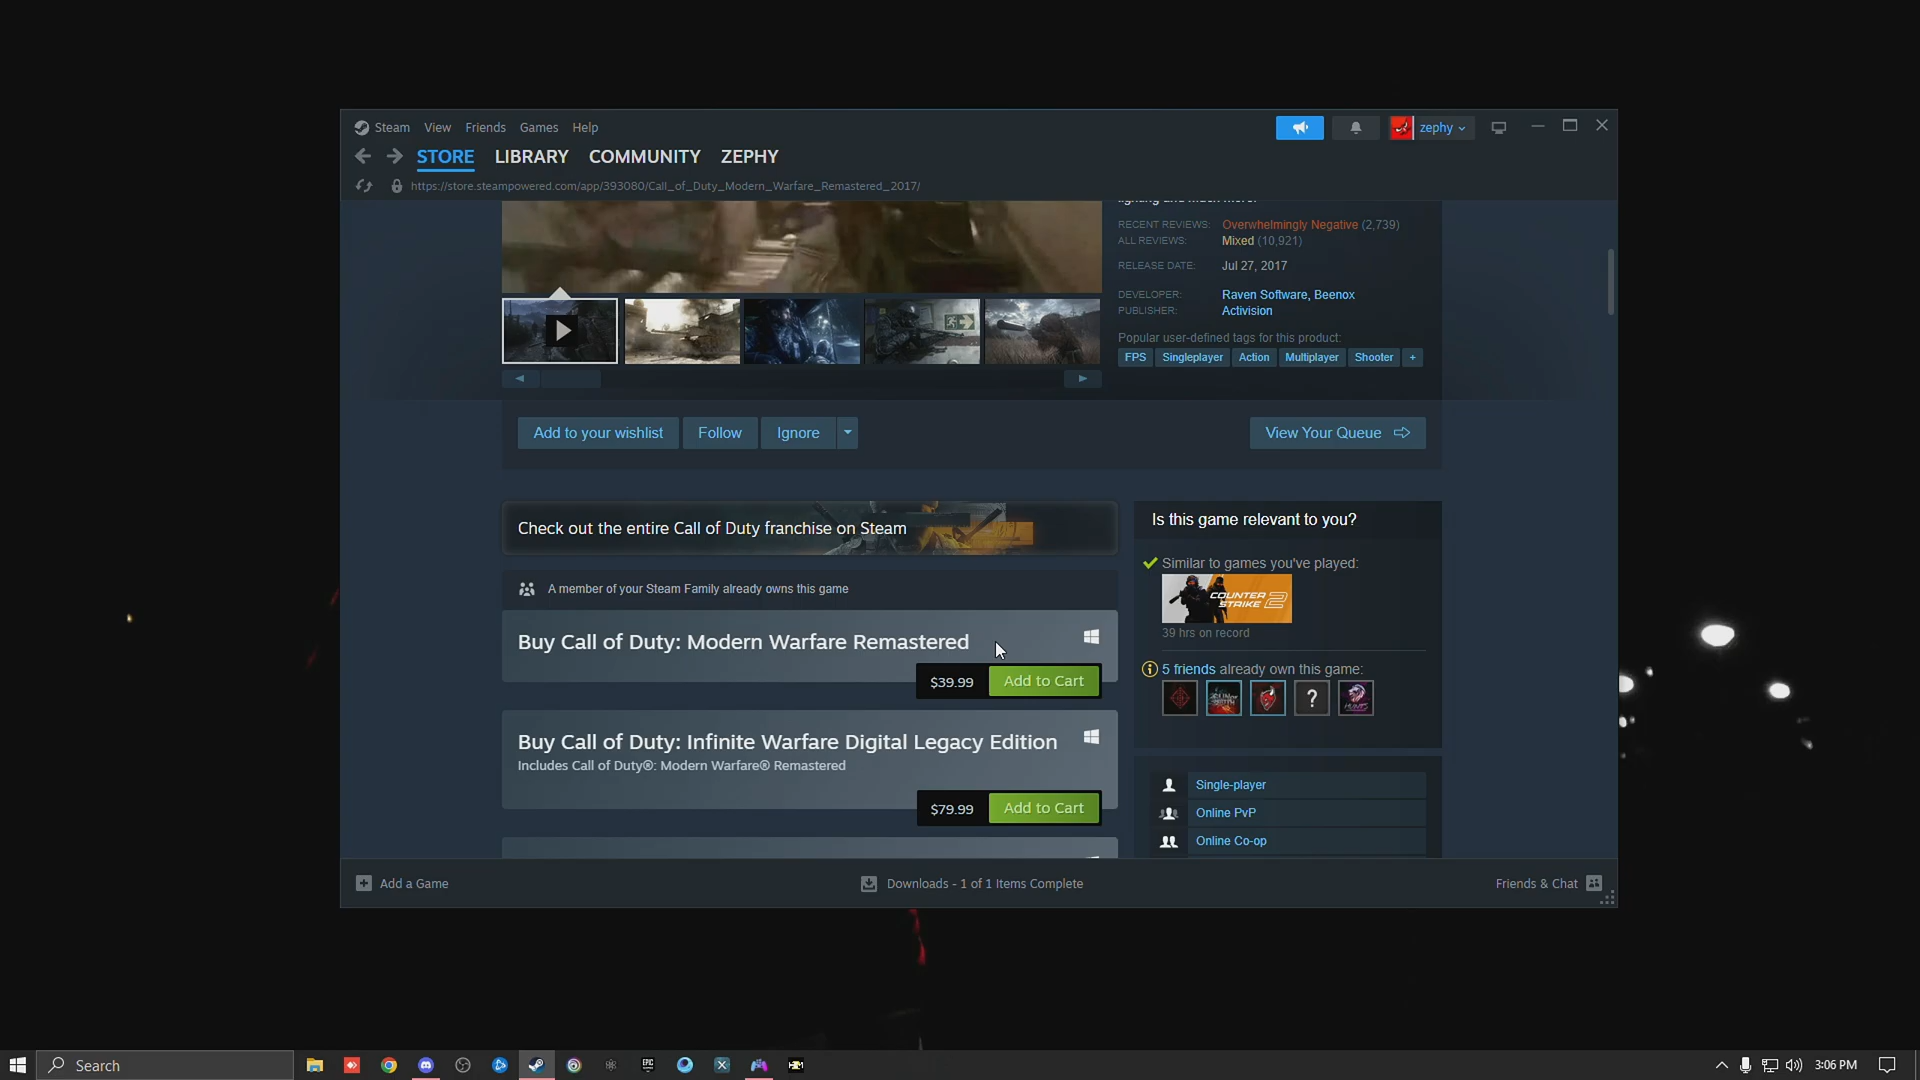 Steam View Friends Games Help
zephy
STORE LIBRARY COMMUNITY ZEPHY
https://store.steampowered.com/app/393080/Call_of_Duty_Modern_Warfare_Remastered_2017/
RECENT REVIEWS: Overwhelmingly Negative (2,739)
ALL REVIEWS: Mixed (10,921)
RELEASE DATE: Jul 27, 2017
DEVELOPER: Raven Software, Beenox
PUBLISHER: Activision
Popular user-defined tags for this product:
FPS Singleplayer Action Multiplayer Shooter +
Add to your wishlist Follow Ignore View Your Queue
Check out the entire Call of Duty franchise on Steam
A member of your Steam Family already owns this game
Buy Call of Duty: Modern Warfare Remastered
$39.99 Add to Cart
Buy Call of Duty: Infinite Warfare Digital Legacy Edition
Includes Call of Duty®: Modern Warfare® Remastered
$79.99 Add to Cart
Is this game relevant to you?
Similar to games you've played:
COUNTER
STRIKE 2
39 hrs on record
5 friends already own this game:
?
Single-player
Online PvP
Online Co-op
Add a Game Downloads - 1 of 1 Items Complete Friends & Chat
Search
EPIC
3:06 PM